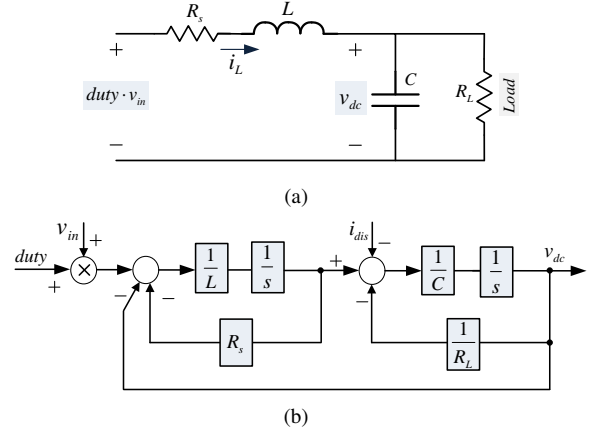 R_s
L
+
+
i_L
C
duty·v_in
v_dc
R_L
Load
−
−
(a)
v_in
+
i_dis
−
duty
+
×
1/L
1/s
+
1/C
1/s
v_dc
−
−
−
R_s
1/R_L
(b)